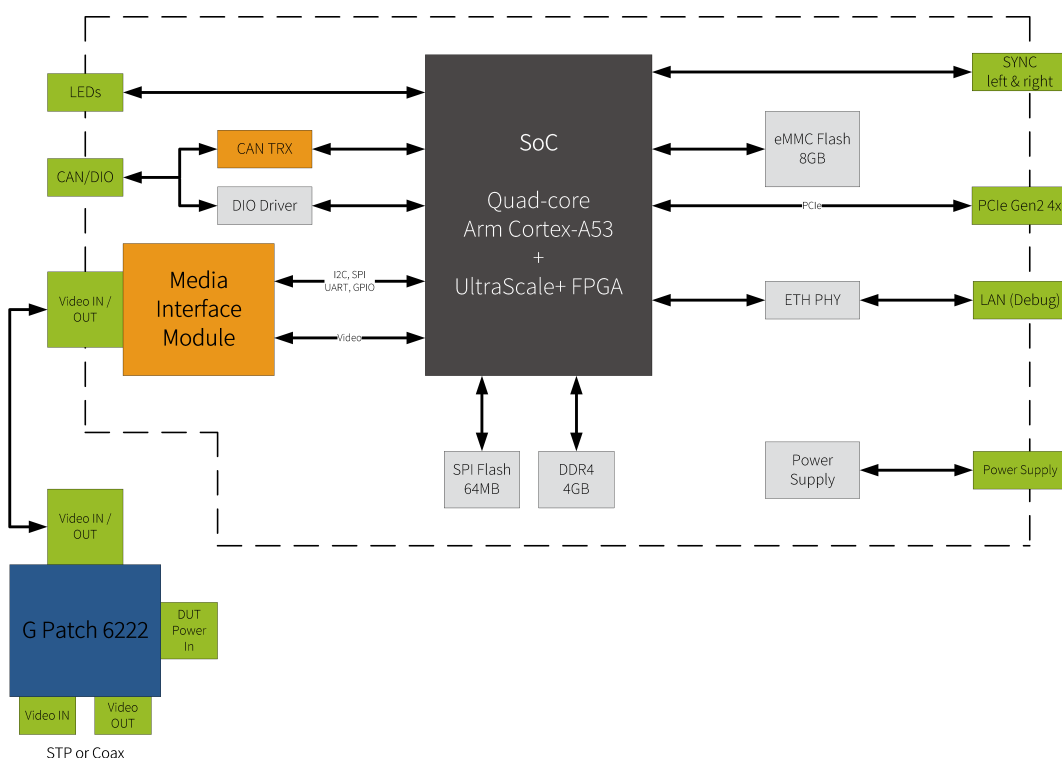 LEDs
SYNC
left & right
SoC
Quad-core
Arm Cortex-A53
+
UltraScale+ FPGA
CAN TRX
eMMC Flash
8GB
CAN/DIO
DIO Driver
PCIe
PCIe Gen2 4x
Media
Interface
Module
Video IN /
OUT
I2C, SPI
UART, GPIO
Video
ETH PHY
LAN (Debug)
SPI Flash
64MB
DDR4
4GB
Power
Supply
Power Supply
Video IN /
OUT
G Patch 6222
DUT
Power
In
Video IN
Video
OUT
STP or Coax